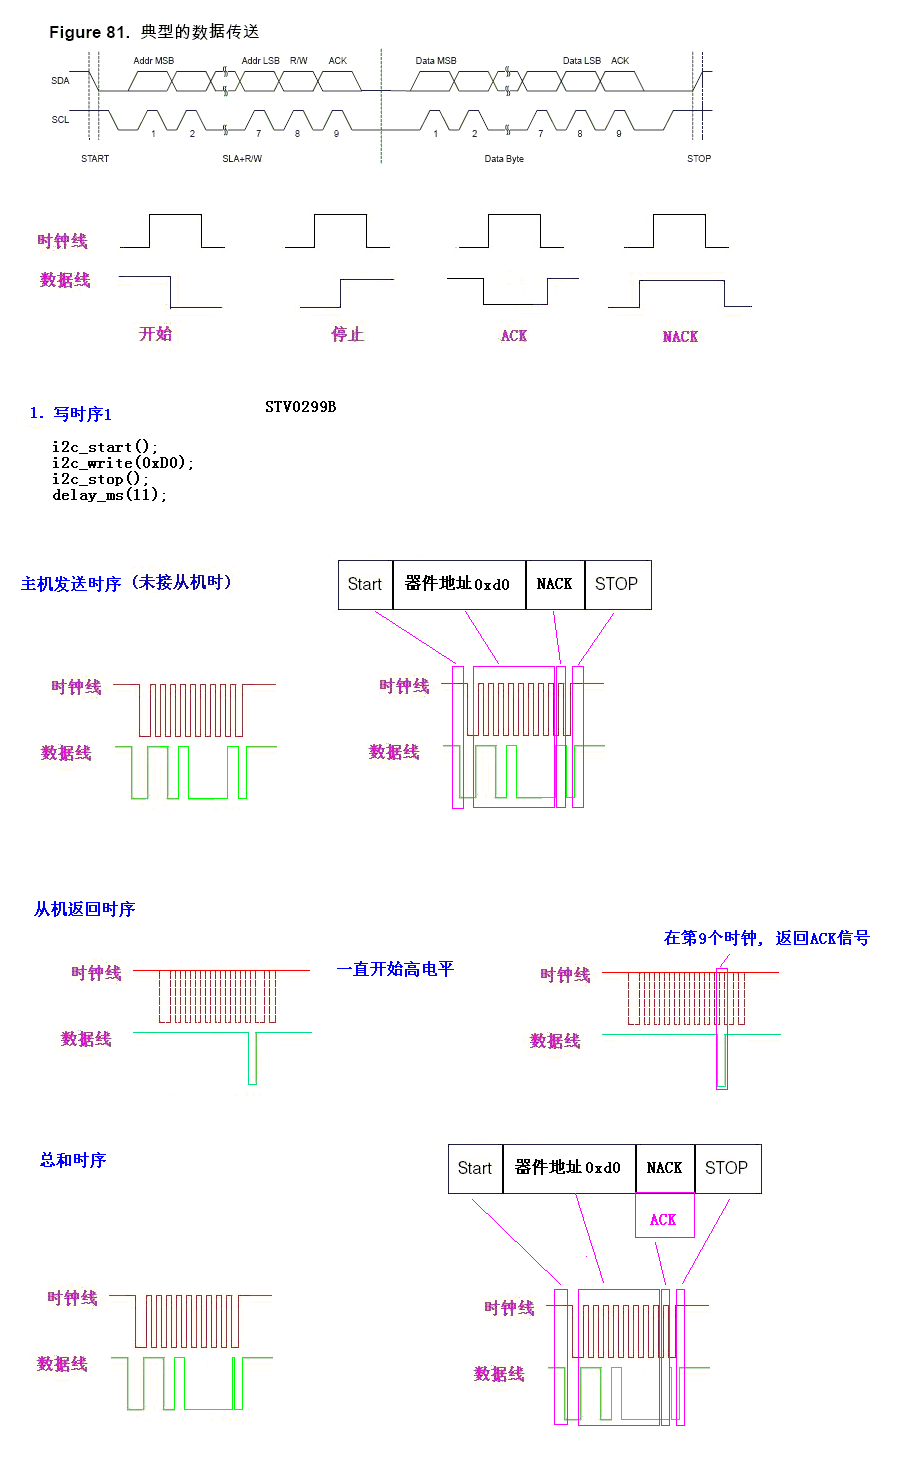 Figure 81. 典型的数据传送
Addr MSB Addr LSB R/W ACK Data MSB Data LSB ACK
SDA
SCL
1 2 7 8 9 1 2 7 8 9
START SLA+R/W Data Byte STOP
时钟线
数据线
开始 停止 ACK NACK
1. 写时序1 STV0299B
i2c_start();
i2c_write(0xD0);
i2c_stop();
delay_ms(11);
主机发送时序（未接从机时）
Start 器件地址0xd0 NACK STOP
时钟线 时钟线
数据线 数据线
从机返回时序
在第9个时钟, 返回ACK信号
时钟线 一直开始高电平 时钟线
数据线 数据线
总和时序
Start 器件地址0xd0 NACK STOP
ACK
时钟线 时钟线
数据线 数据线